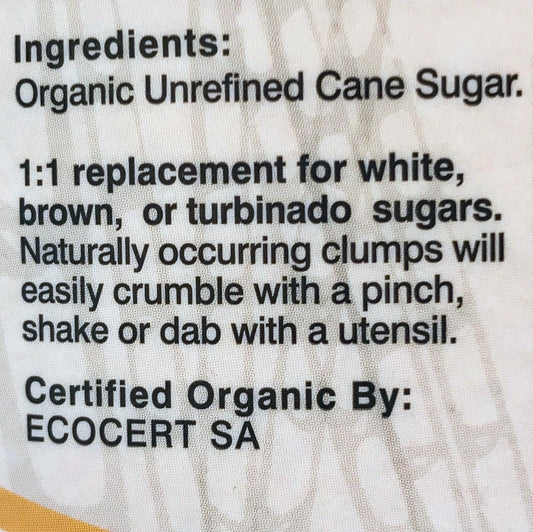 Ingredients:
Organic Unrefined Cane Sugar.
1:1 replacement for white,
brown, or turbinado sugars.
Naturally occurring clumps will
easily crumble with a pinch,
shake or dab with a utensil.
Certified Organic By:
ECOCERT SA